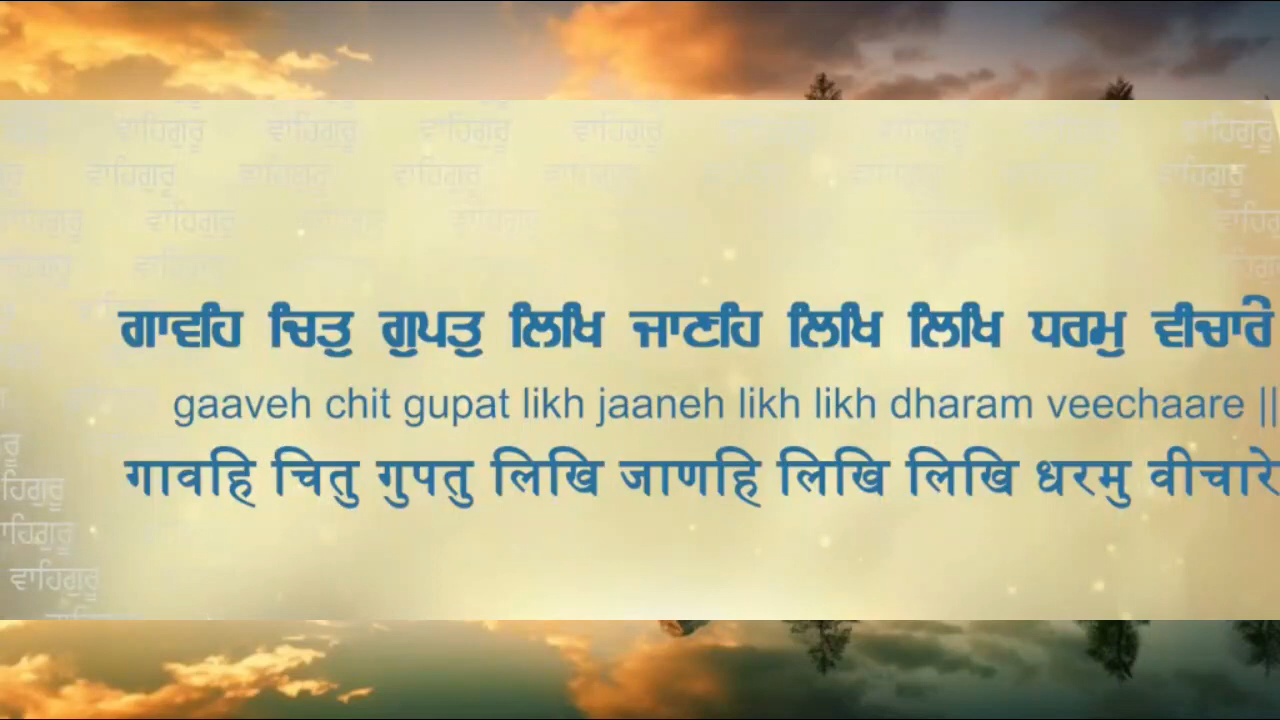 ਗਾਵਹਿ ਚਿਤੁ ਗੁਪਤੁ ਲਿਖਿ ਜਾਣਹਿ ਲਿਖਿ ਲਿਖਿ ਧਰਮੁ ਵੀਚਾਰੇ
gaaveh chit gupat likh jaaneh likh likh dharam veechaare ||
गावहि चितु गुपतु लिखि जाणहि लिखि लिखि धरमु वीचारे